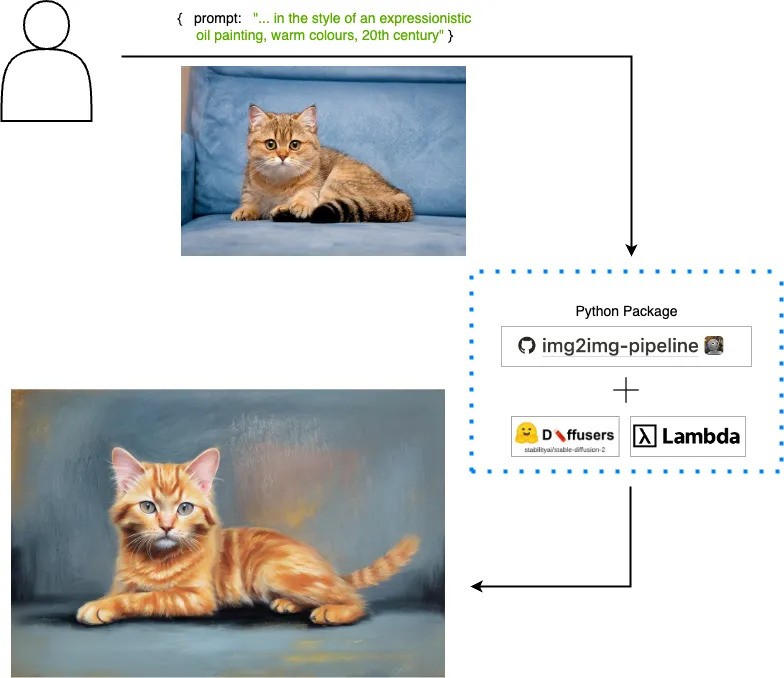 { prompt: "... in the style of an expressionistic
oil painting, warm colours, 20th century" }
Python Package
img2img-pipeline
+
D ffusers
stabilityai/stable-diffusion-2
λ Lambda